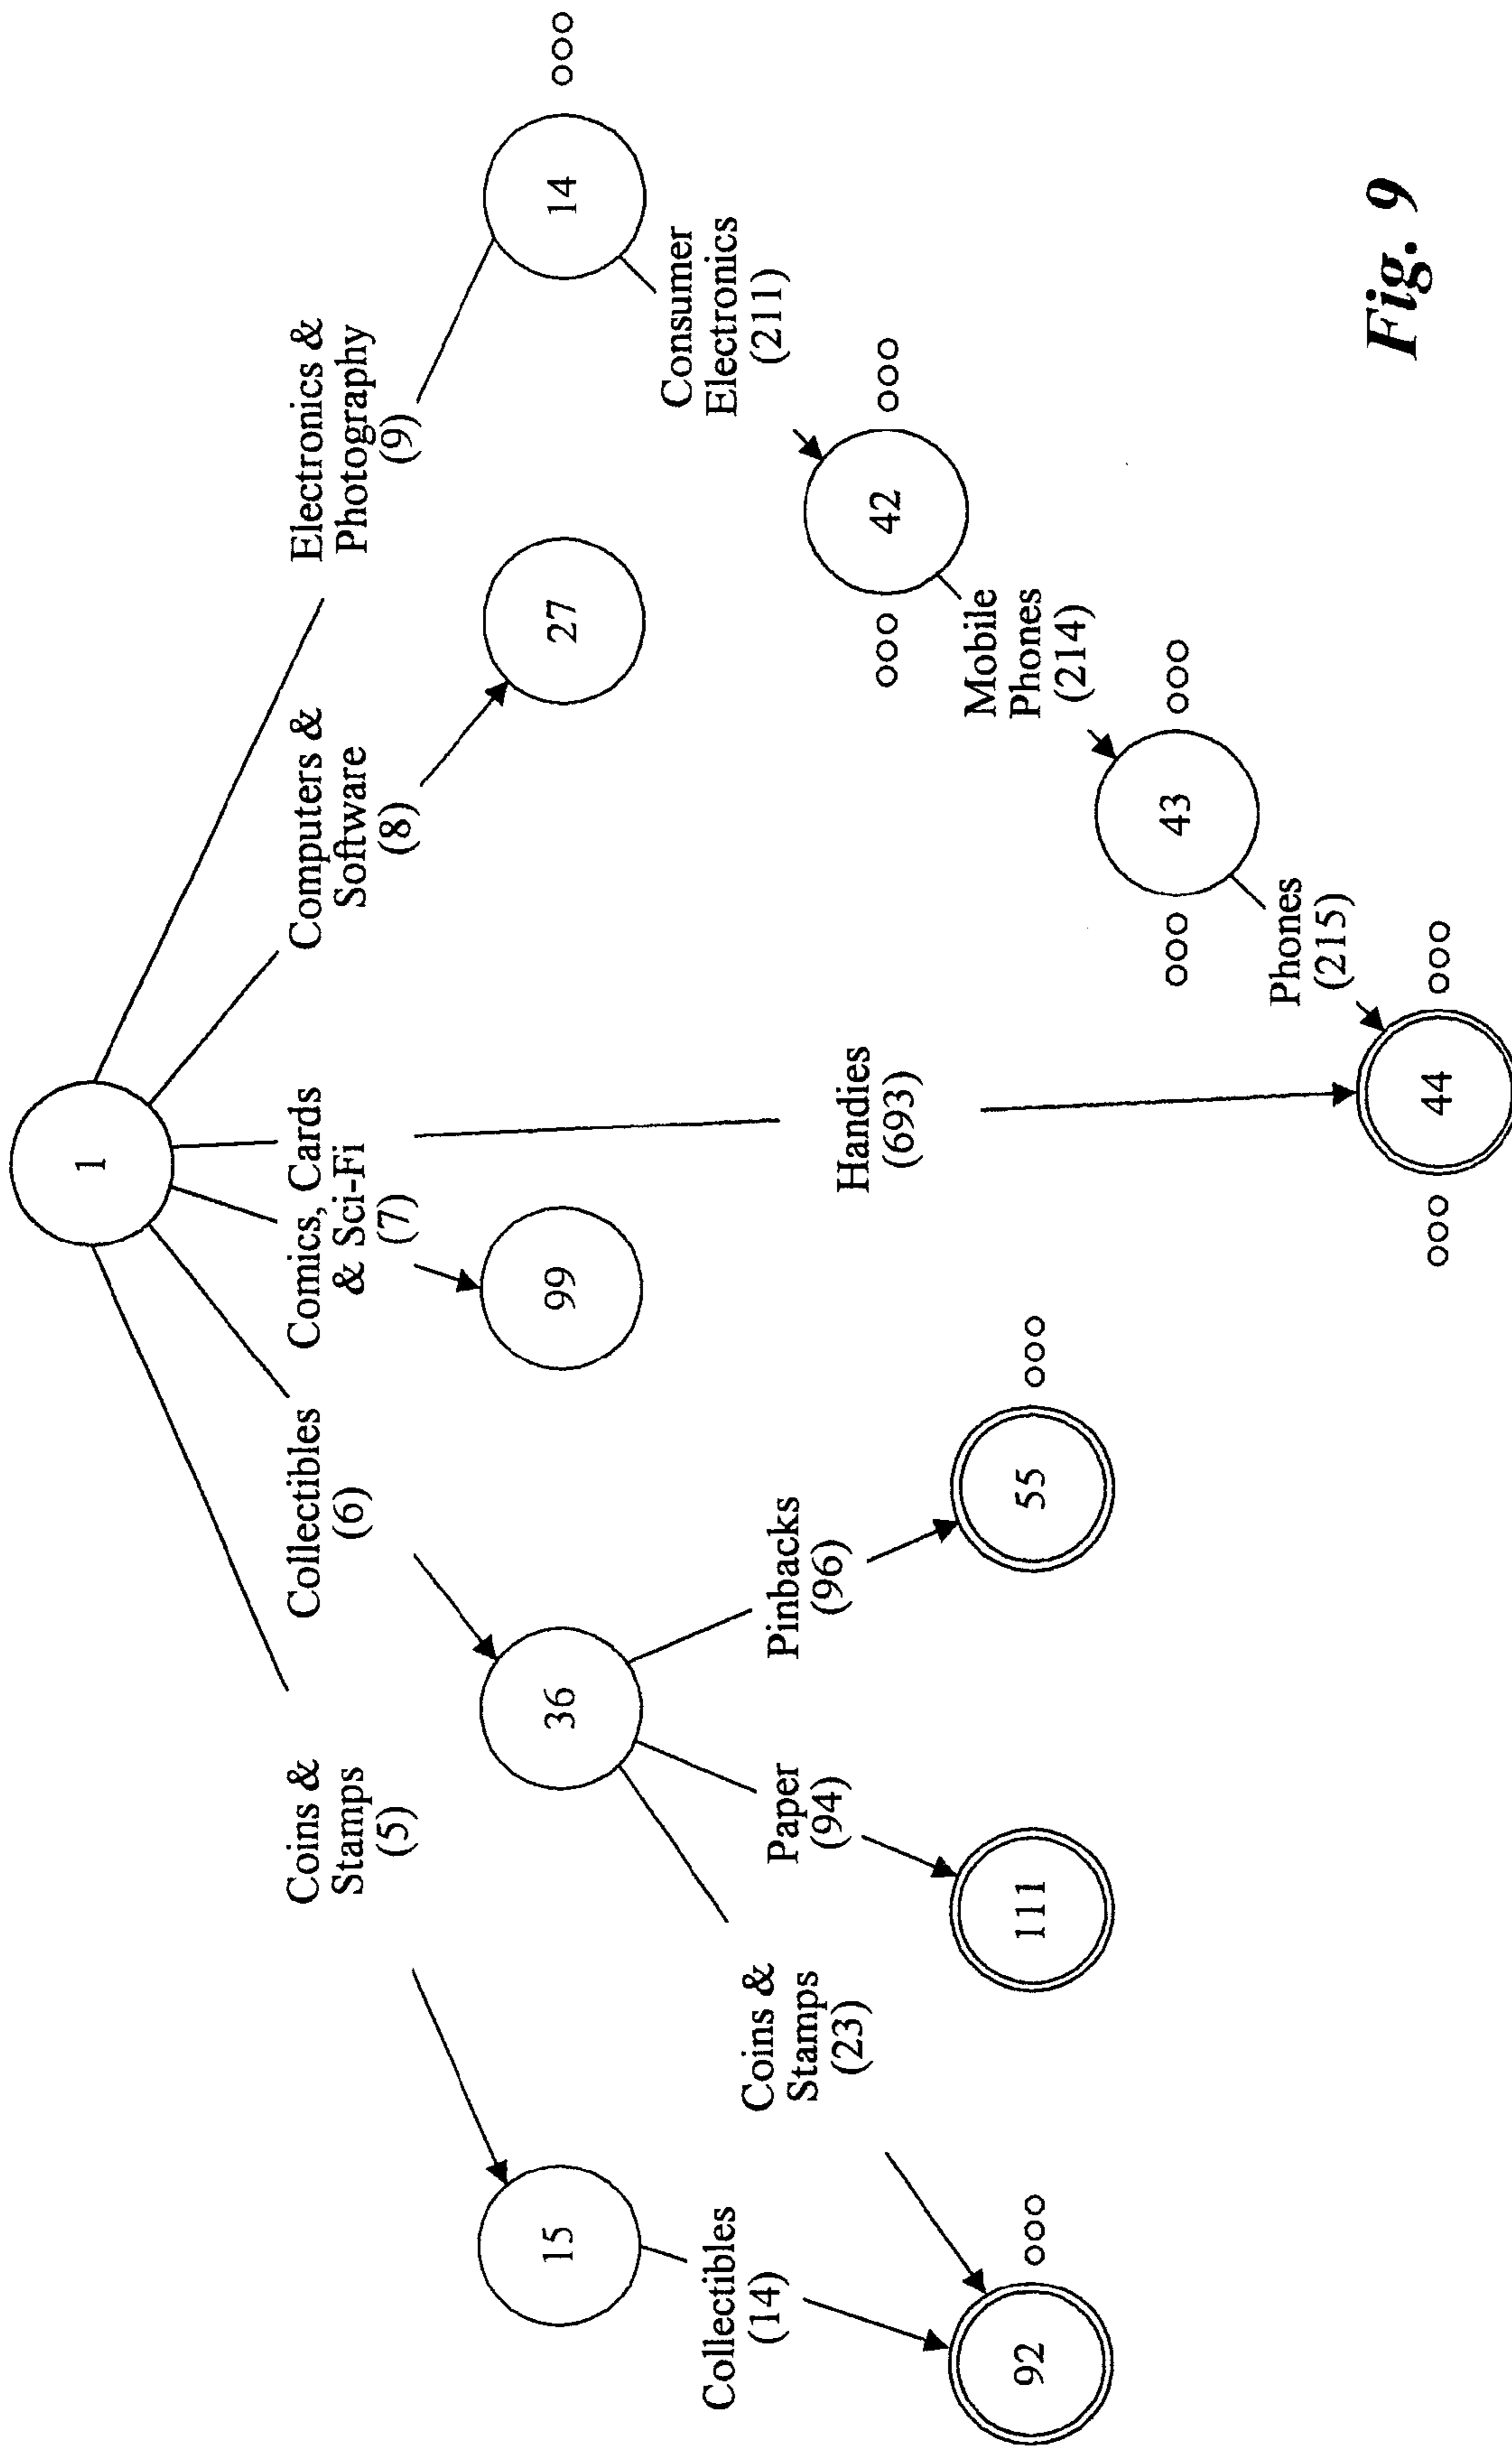 1
Coins &
Stamps
(5)
Collectibles
(6)
Comics, Cards
& Sci-Fi
(7)
Computers &
Software
(8)
Electronics &
Photography
(9)
15
36
99
27
14
ooo
Collectibles
(14)
Coins &
Stamps
(23)
Paper
(94)
Pinbacks
(96)
Handies
(693)
Consumer
Electronics
(211)
92
ooo
111
55
ooo
ooo
42
ooo
Mobile
Phones
(214)
ooo
43
ooo
Phones
(215)
ooo
44
ooo
Fig. 9